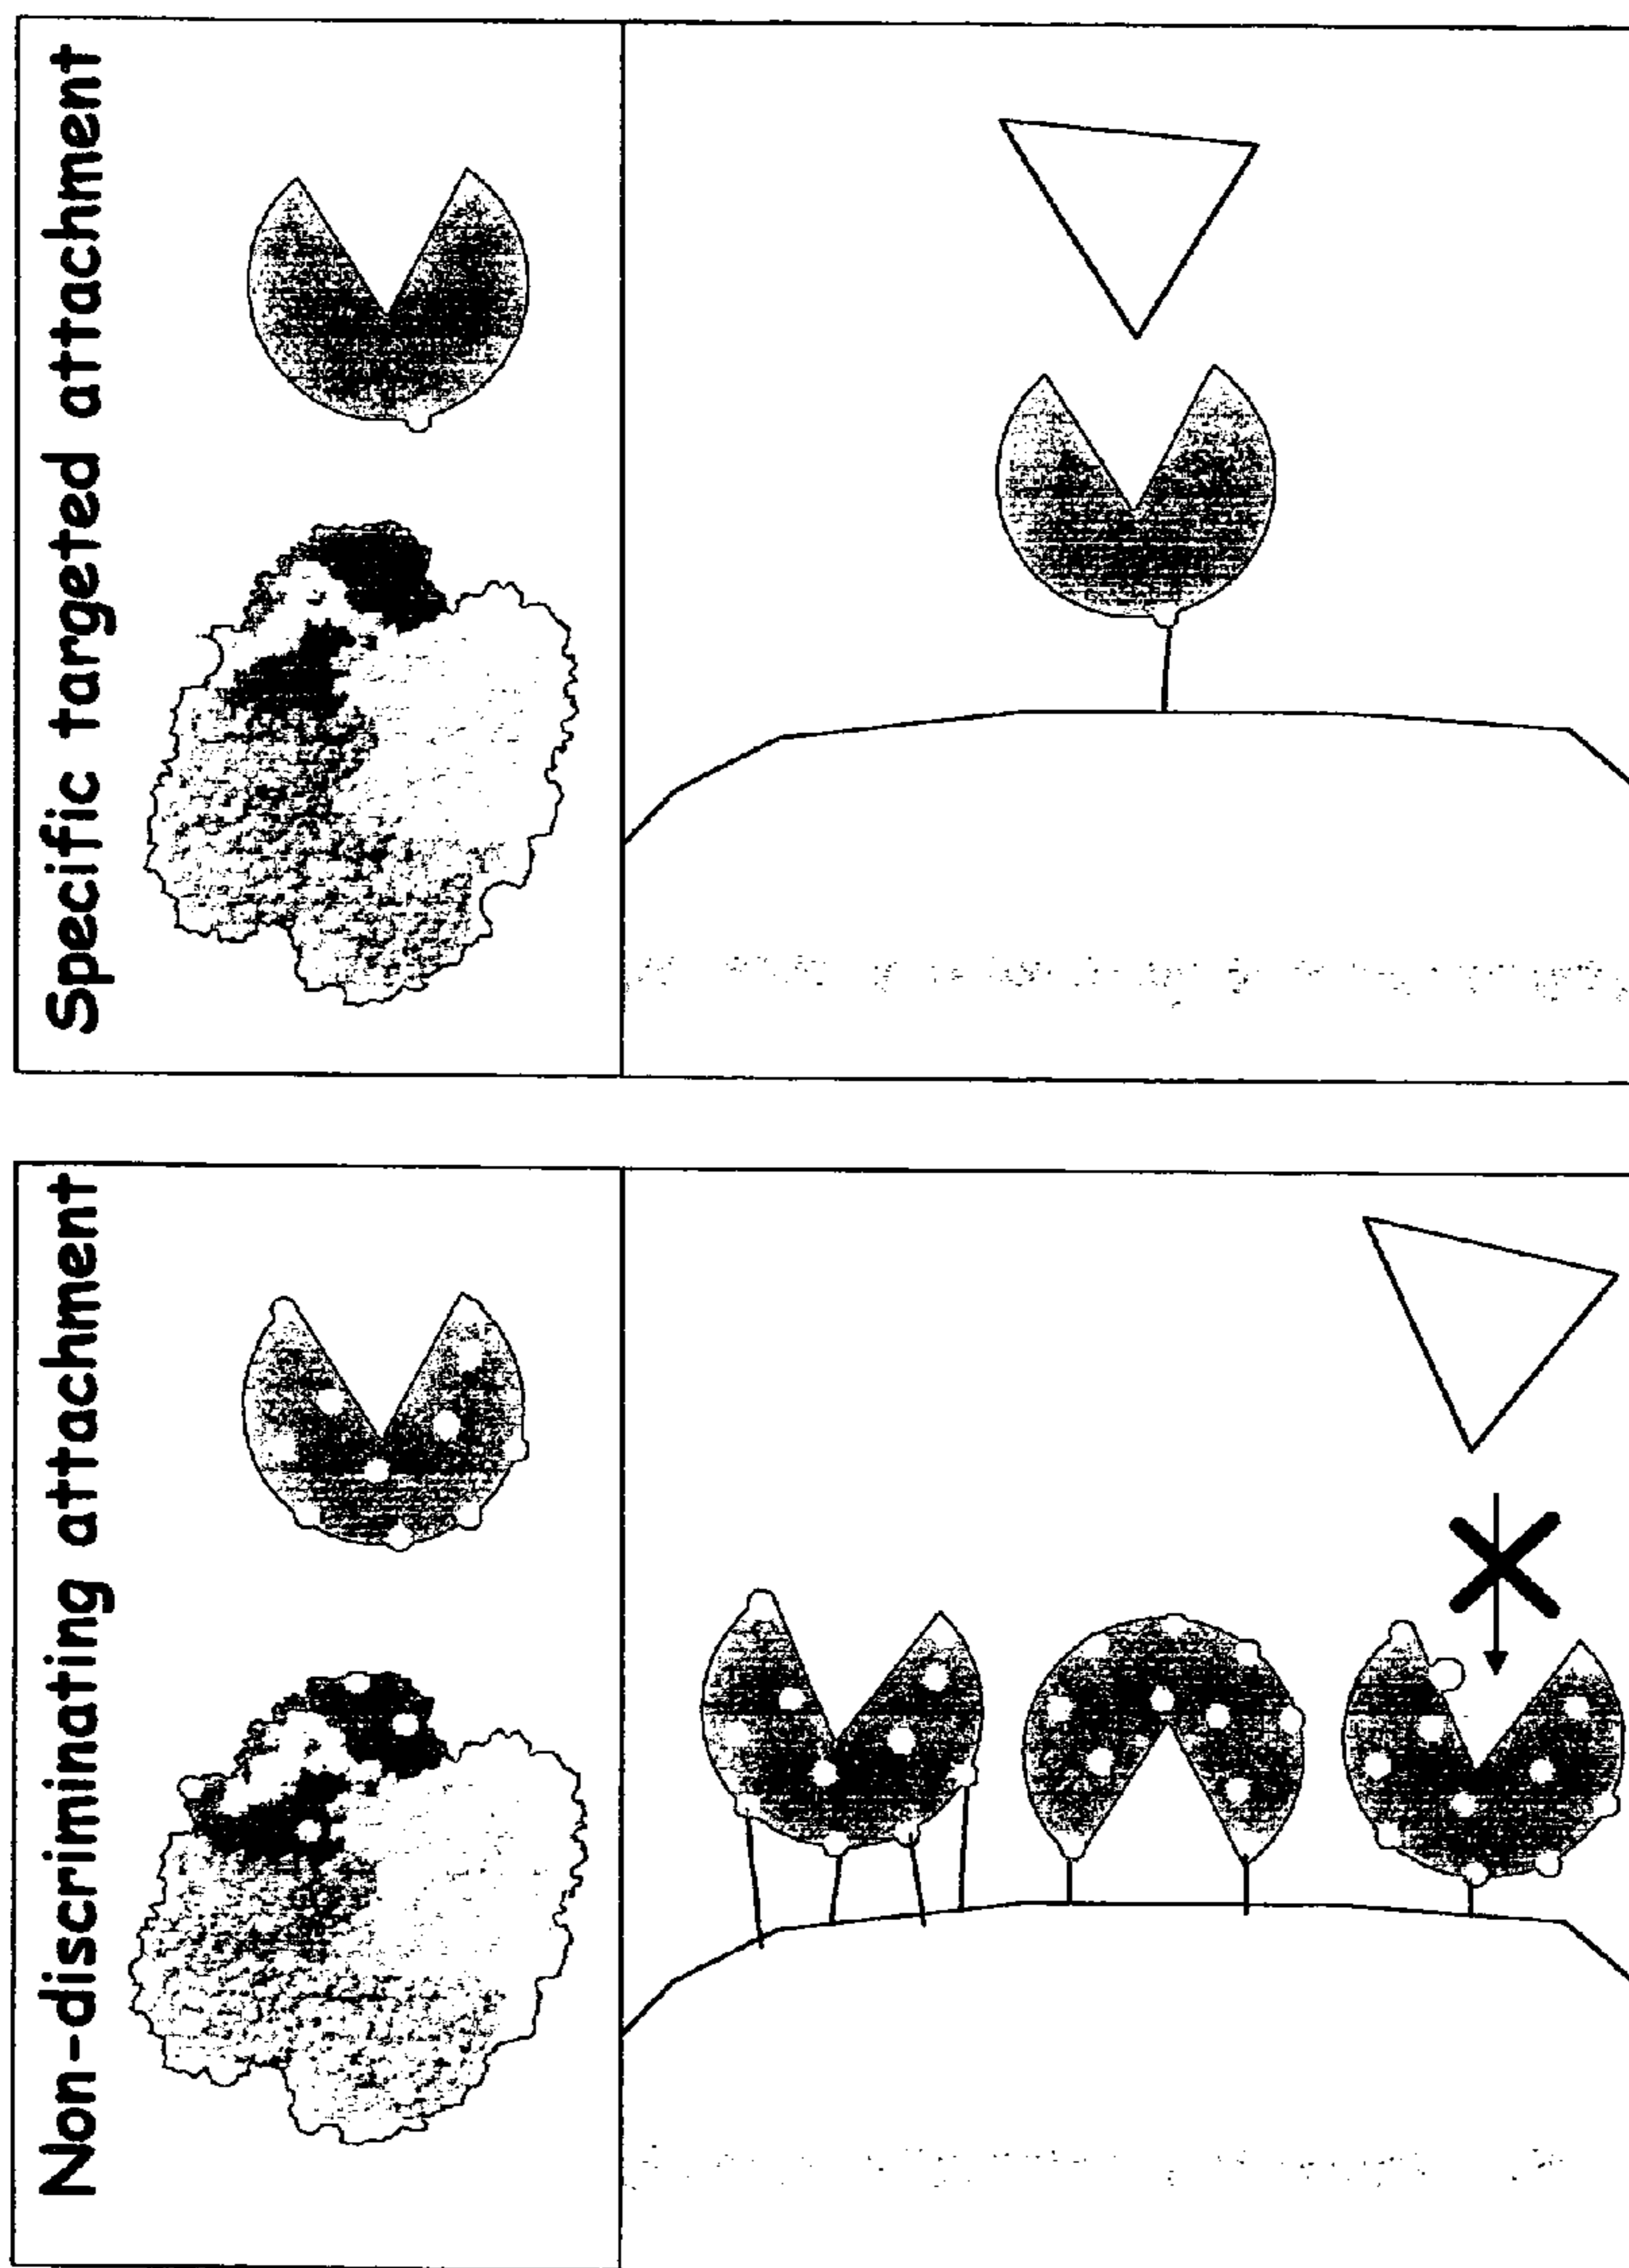 Specific targeted attachment
Non-discriminating attachment